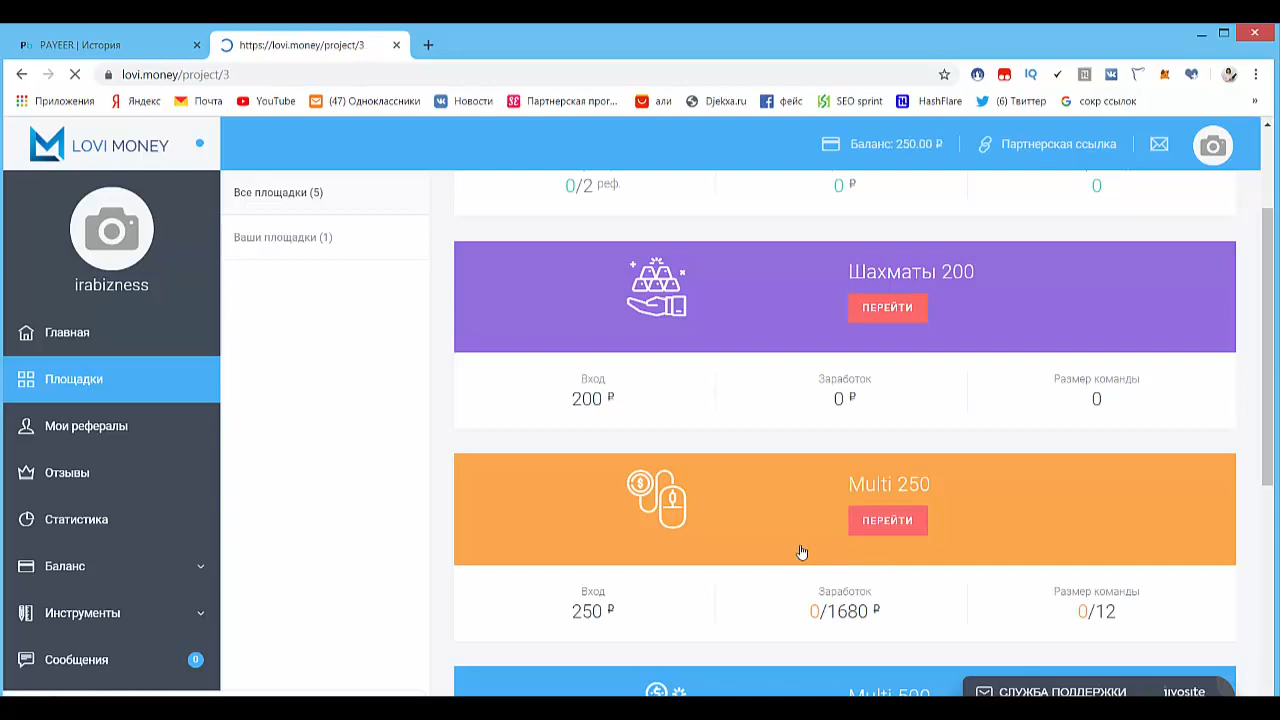 PAYEER | История
https://lovi.money/project/3
lovi.money/project/3
Приложения
Яндекс
Почта
YouTube
(47) Одноклассники
Новости
Партнерская прог...
али
Djekxa.ru
фейс
SEO sprint
HashFlare
(6) Твиттер
сокр ссылок
LOVI MONEY
Баланс: 250.00 ₽
Партнерская ссылка
irabizness
Главная
Площадки
Мои рефералы
Отзывы
Статистика
Баланс
Инструменты
Сообщения
0
Все площадки (5)
Ваши площадки (1)
0/2 реф.
0 ₽
0
Шахматы 200
ПЕРЕЙТИ
Вход
200 ₽
Заработок
0 ₽
Размер команды
0
Multi 250
ПЕРЕЙТИ
Вход
250 ₽
Заработок
0/1680 ₽
Размер команды
0/12
Multi 500
СЛУЖБА ПОДДЕРЖКИ
jivosite